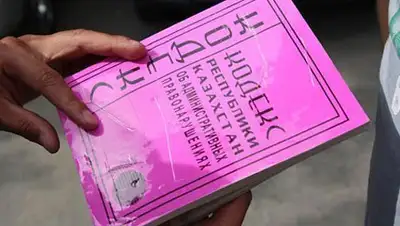 КОДЕКС
РЕСПУБЛИКИ
КАЗАХСТАН
ОБ АДМИНИСТРАТИВНЫХ
ПРАВОНАРУШЕНИЯХ